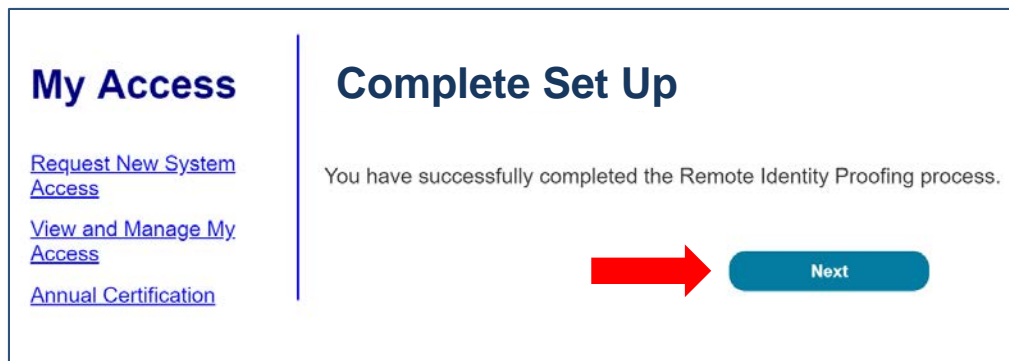 My Access
Request New System
Access
View and Manage My
Access
Annual Certification
Complete Set Up
You have successfully completed the Remote Identity Proofing process.
Next